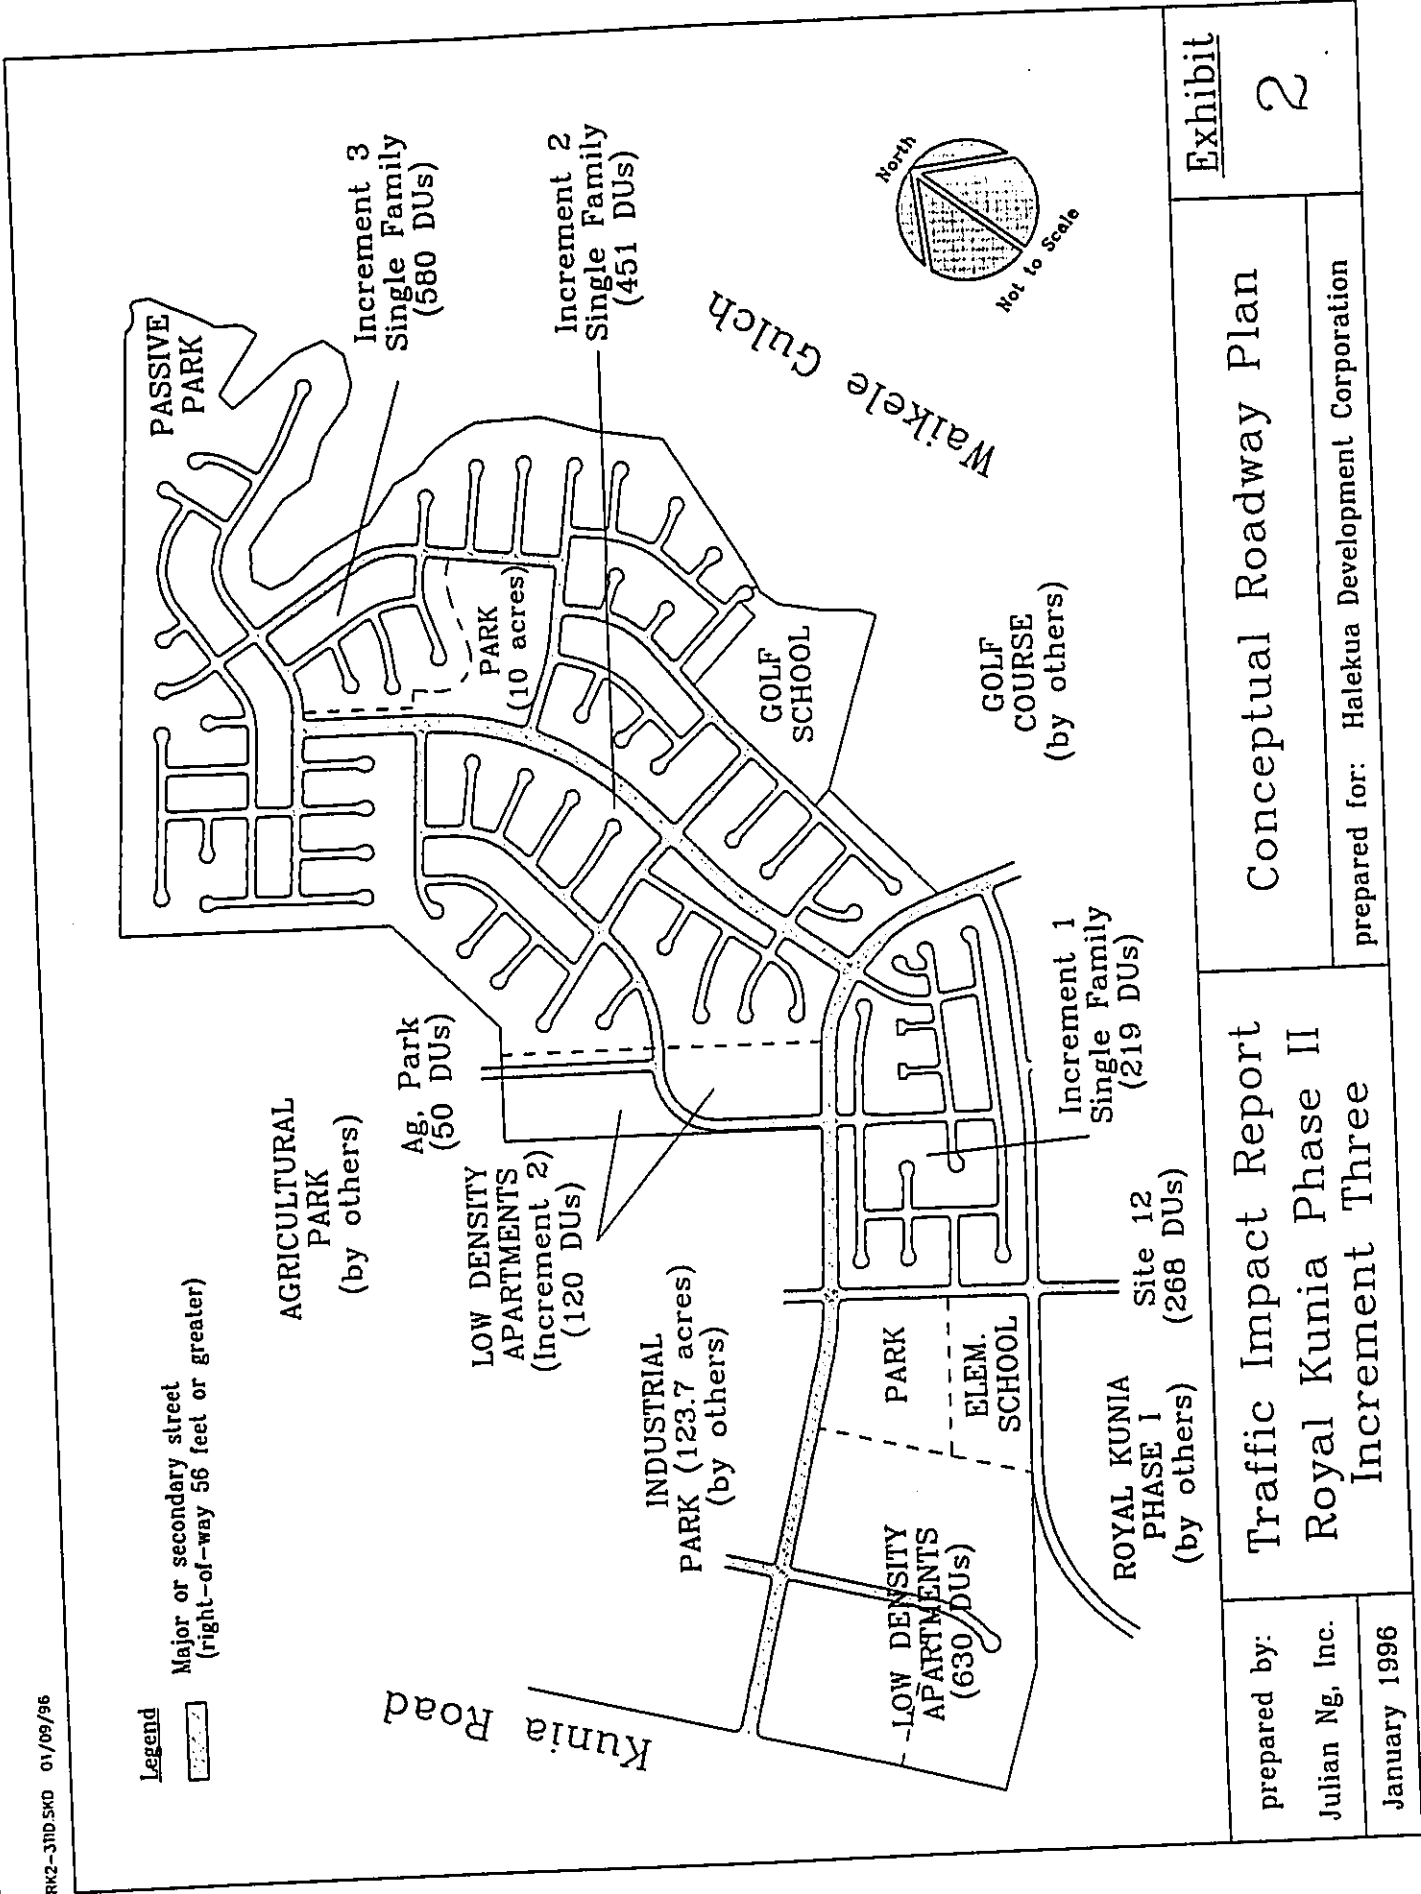 RK2-31ID.SKD 01/09/96
Legend
Major or secondary street
(right-of-way 56 feet or greater)
AGRICULTURAL
PARK
(by others)
Ag. Park
(50 DUs)
LOW DENSITY
APARTMENTS
(Increment 2)
(120 DUs)
INDUSTRIAL
PARK (123.7 acres)
(by others)
Kunia Road
LOW DENSITY
APARTMENTS
(630 DUs)
PARK
ELEM.
SCHOOL
ROYAL KUNIA
PHASE I
(by others)
Site 12
(268 DUs)
Increment 1
Single Family
(219 DUs)
PASSIVE
PARK
Increment 3
Single Family
(580 DUs)
Increment 2
Single Family
(451 DUs)
PARK
(10 acres)
GOLF
SCHOOL
GOLF
COURSE
(by others)
Waikele Gulch
North
Not to Scale
prepared by:
Julian Ng, Inc.
January 1996
Traffic Impact Report
Royal Kunia Phase II
Increment Three
Conceptual Roadway Plan
prepared for: Halekua Development Corporation
Exhibit
2